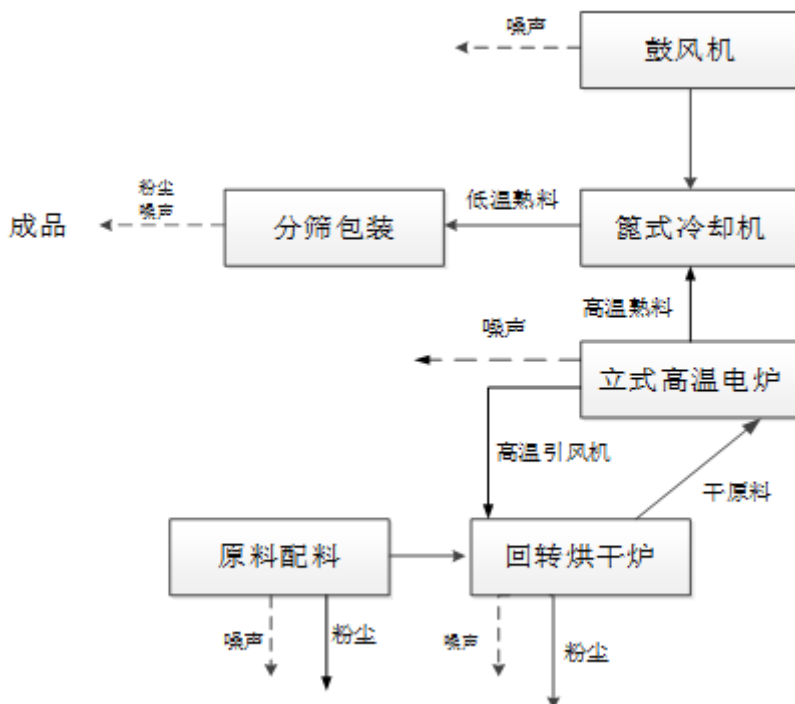 噪声
鼓风机
粉尘
噪声
成品
分筛包装
低温熟料
篦式冷却机
高温熟料
噪声
立式高温电炉
高温引风机
干原料
原料配料
回转烘干炉
噪声
粉尘
噪声
粉尘